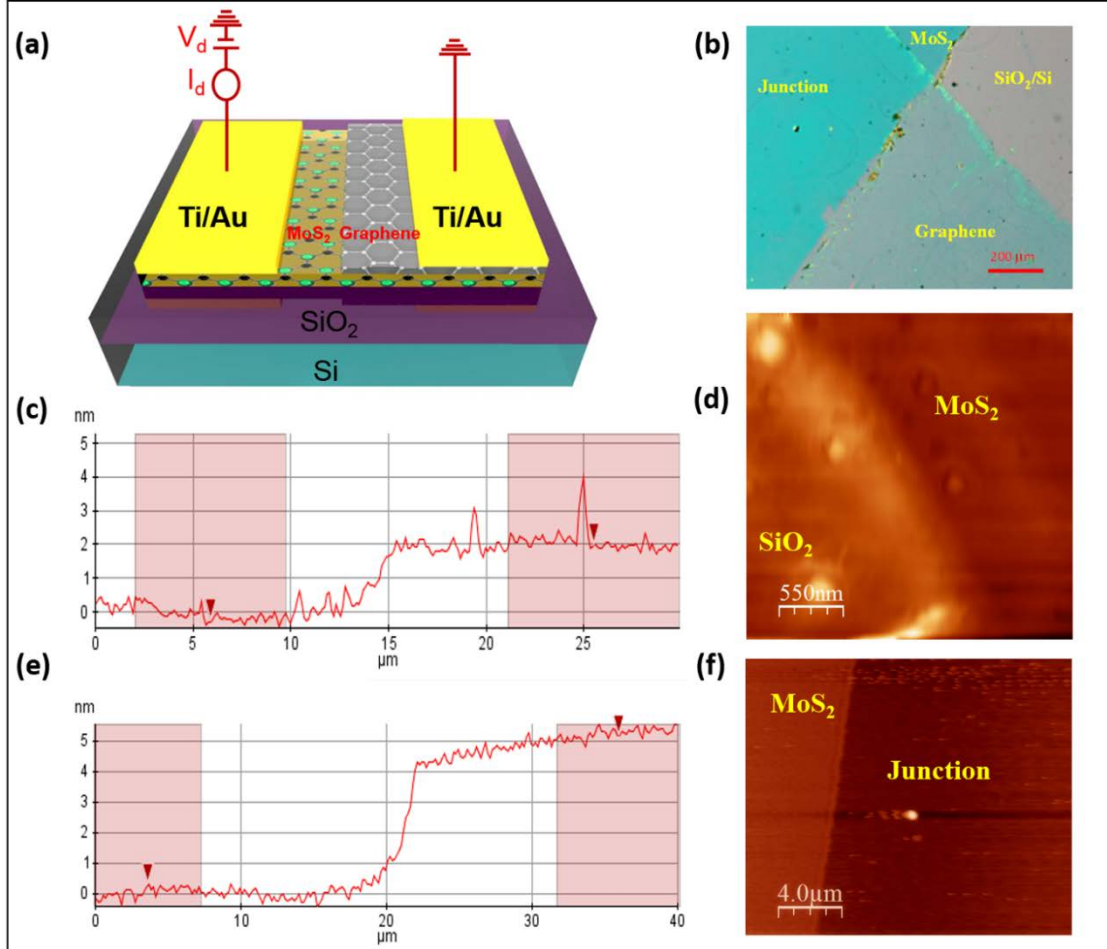 (a)
V_d
I_d
Ti/Au
MoS₂ Graphene
Ti/Au
SiO₂
Si
(b)
MoS₂
Junction
SiO₂/Si
Graphene
200 µm
(c)
nm
5
4
3
2
1
0
0 5 10 15 20 25
µm
(d)
MoS₂
SiO₂
550nm
(e)
nm
5
4
3
2
1
0
0 10 20 30 40
µm
(f)
MoS₂
Junction
4.0µm